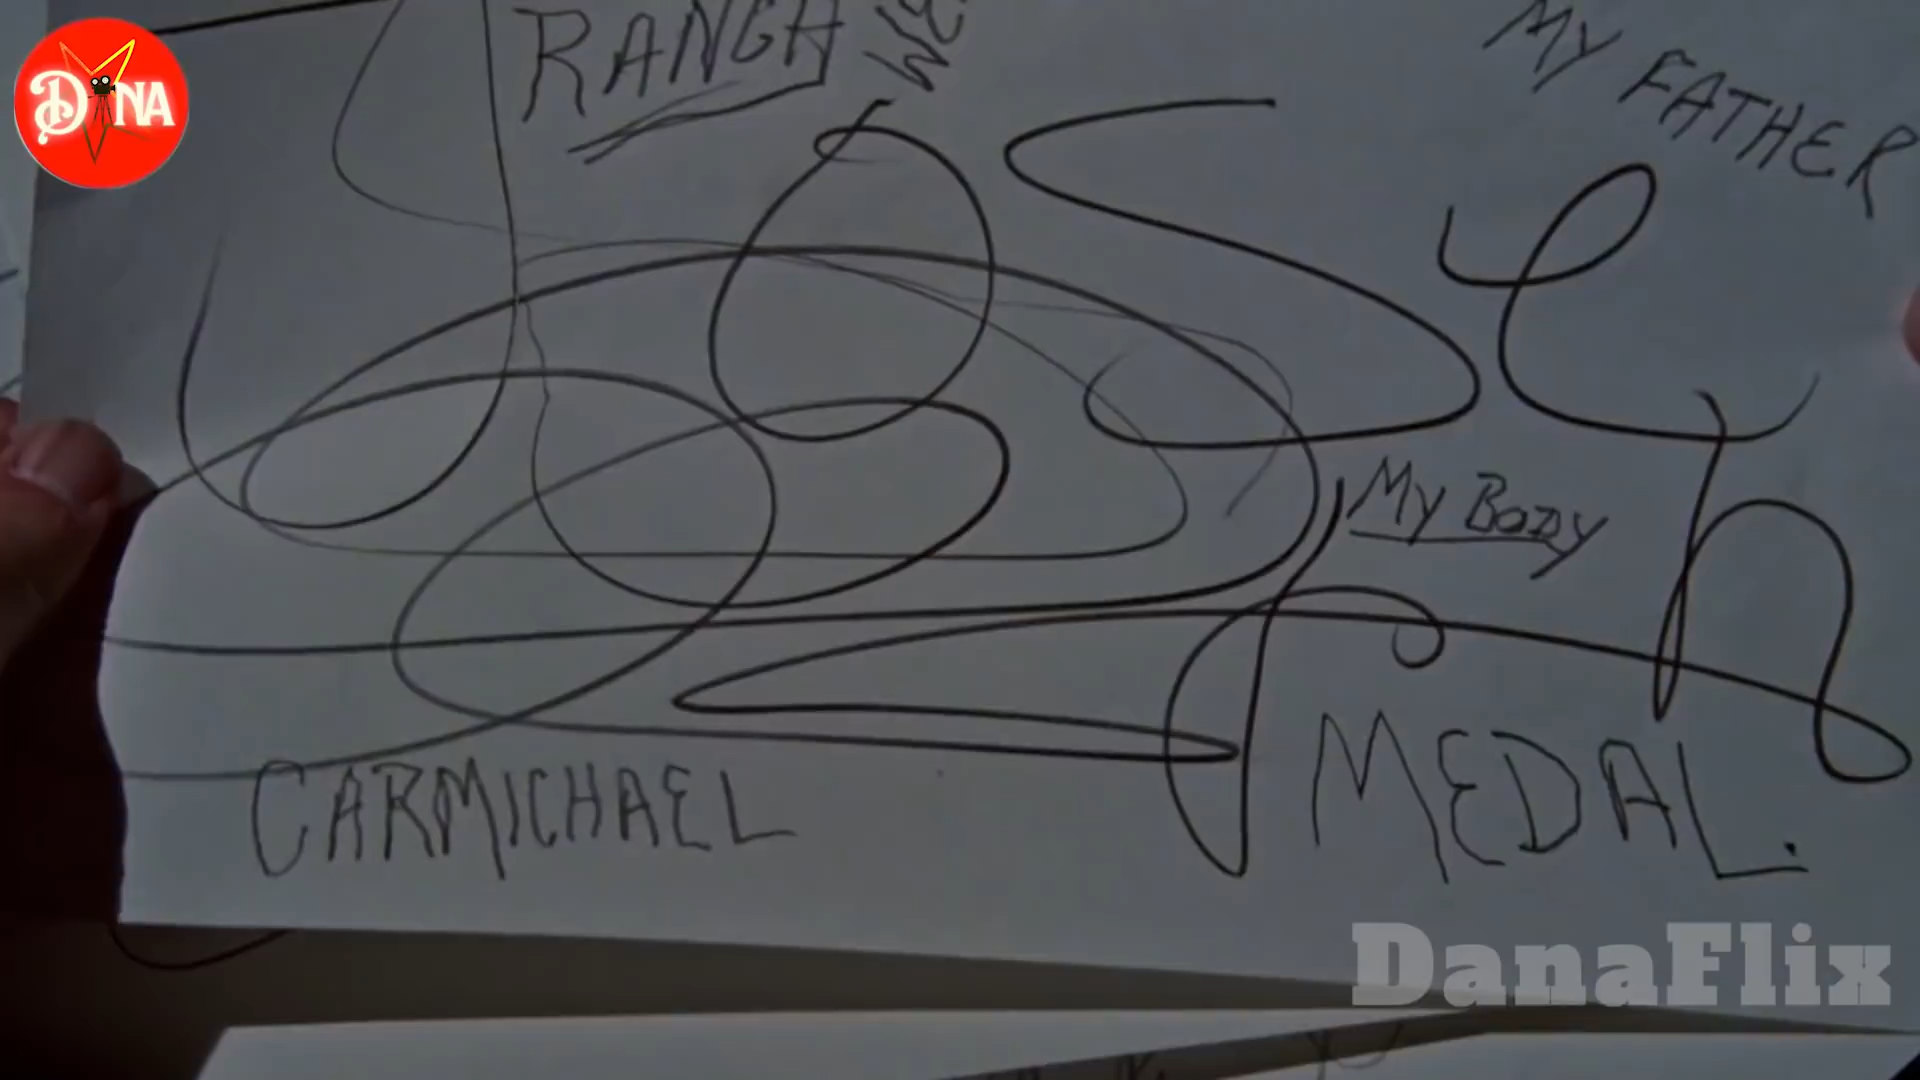 RANCH
MY FATHER
DANA
MY BODY
CARMICHAEL
MEDAL.
DanaFlix